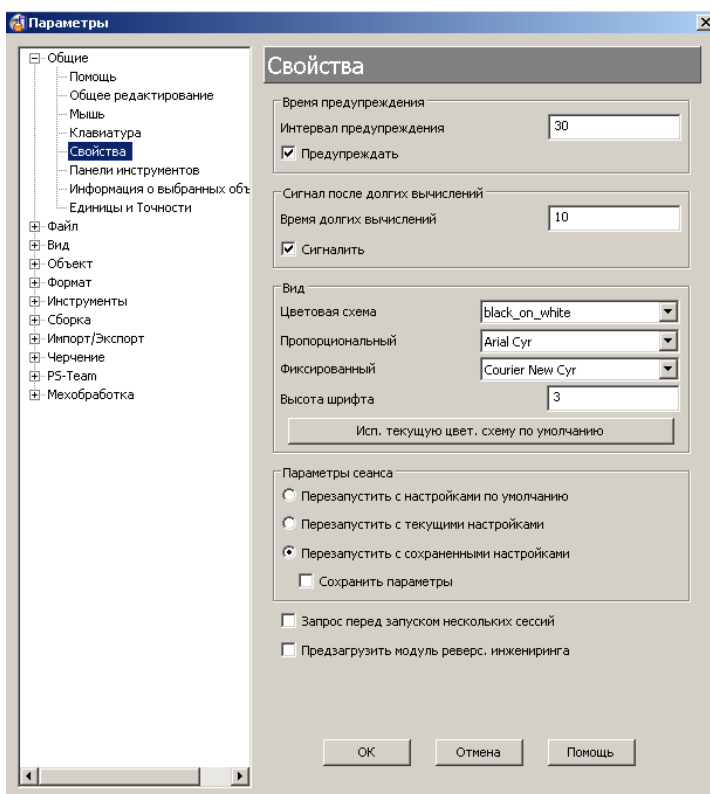 Параметры
Общие
Помощь
Общее редактирование
Мышь
Клавиатура
Свойства
Панели инструментов
Информация о выбранных объ
Единицы и Точности
Файл
Вид
Объект
Формат
Инструменты
Сборка
Импорт/Экспорт
Черчение
PS-Team
Мехобработка
Свойства
Время предупреждения
Интервал предупреждения 30
Предупреждать
Сигнал после долгих вычислений
Время долгих вычислений 10
Сигналить
Вид
Цветовая схема black_on_white
Пропорциональный Arial Cyr
Фиксированный Courier New Cyr
Высота шрифта 3
Исп. текущую цвет. схему по умолчанию
Параметры сеанса
Перезапустить с настройками по умолчанию
Перезапустить с текущими настройками
Перезапустить с сохраненными настройками
Сохранить параметры
Запрос перед запуском нескольких сессий
Предзагрузить модуль реверс. инжениринга
ОК Отмена Помощь